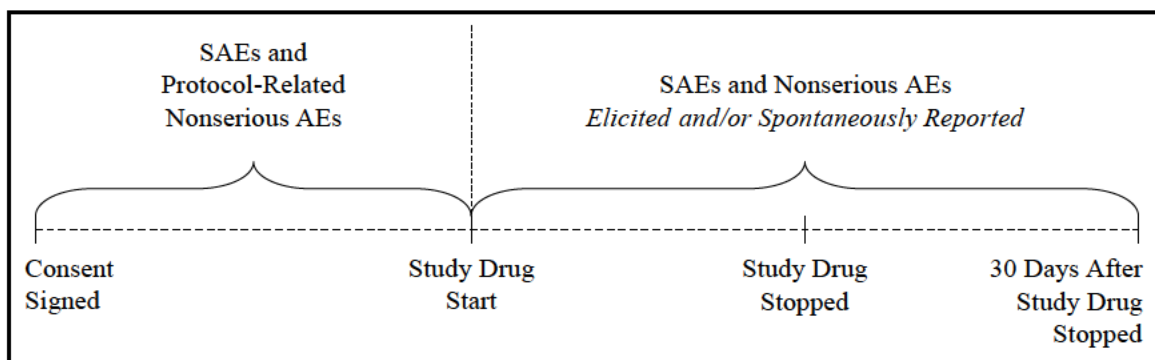 SAEs and
Protocol-Related
Nonserious AEs
SAEs and Nonserious AEs
Elicited and/or Spontaneously Reported
Consent
Signed
Study Drug
Start
Study Drug
Stopped
30 Days After
Study Drug
Stopped